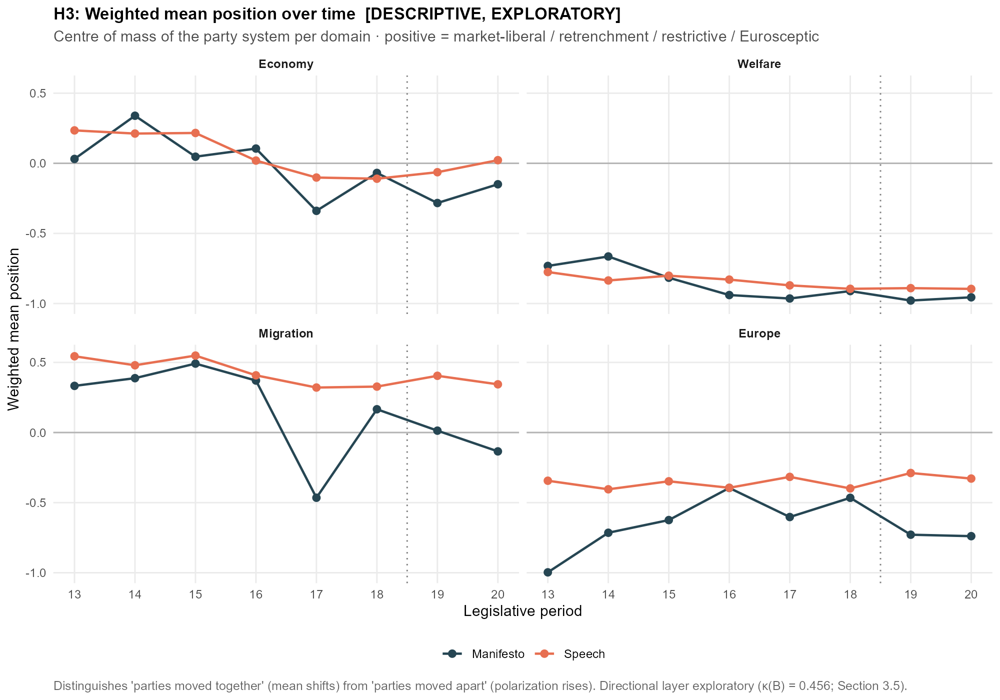 H3: Weighted mean position over time  [DESCRIPTIVE, EXPLORATORY]
Centre of mass of the party system per domain · positive = market-liberal / retrenchment / restrictive / Eurosceptic
Economy
Welfare
0.5
0.0
-0.5
-1.0
Migration
Europe
0.5
0.0
-0.5
-1.0
Weighted mean position
13 14 15 16 17 18 19 20
13 14 15 16 17 18 19 20
Legislative period
Manifesto
Speech
Distinguishes 'parties moved together' (mean shifts) from 'parties moved apart' (polarization rises). Directional layer exploratory (κ(B) = 0.456; Section 3.5).